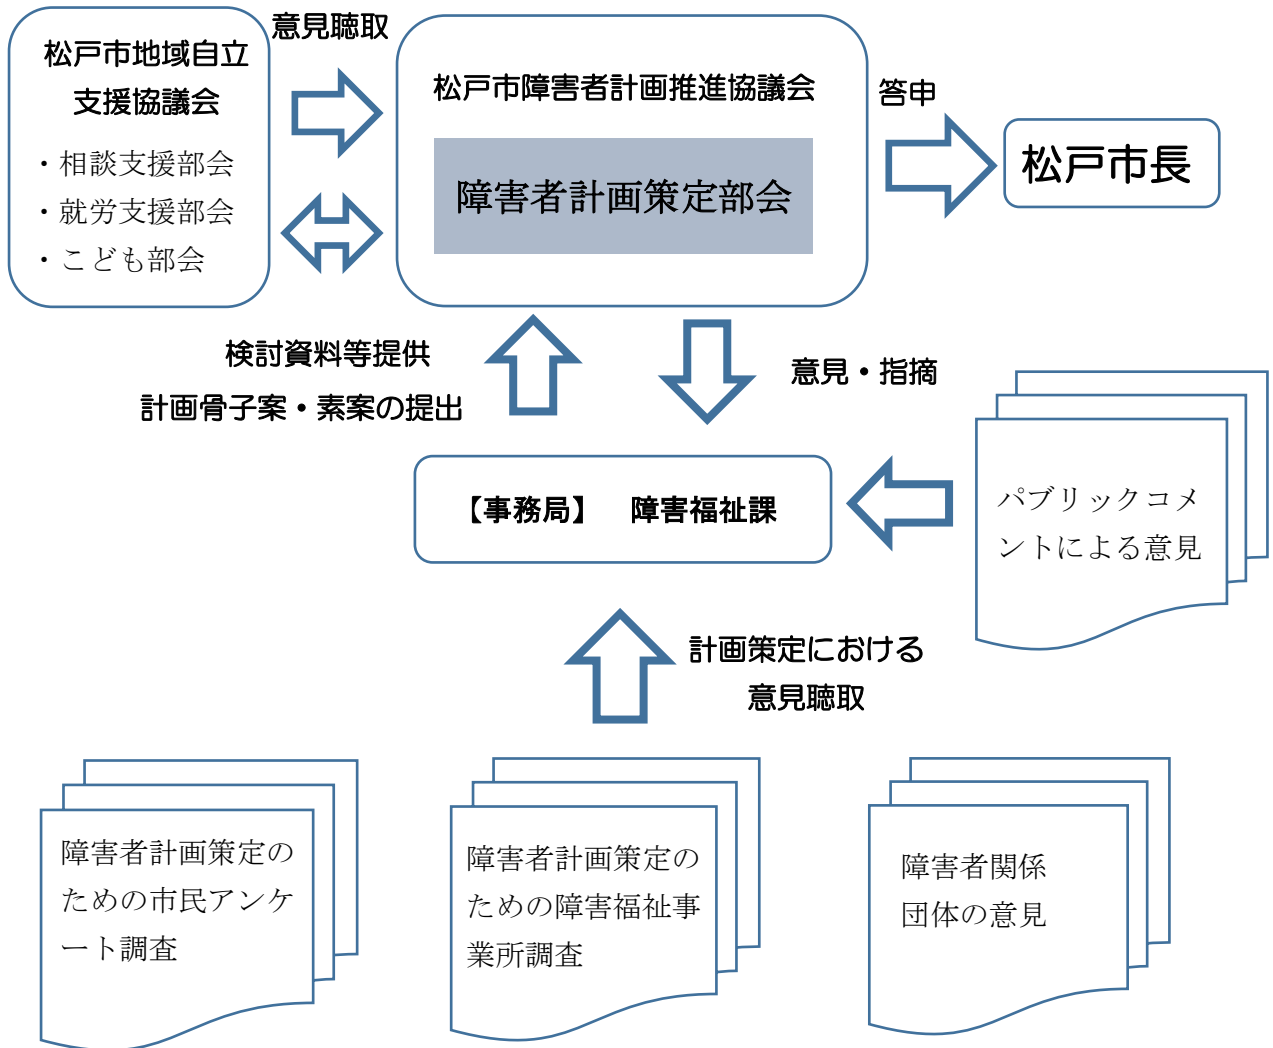 松戸市地域自立
支援協議会
・相談支援部会
・就労支援部会
・こども部会
意見聴取
松戸市障害者計画推進協議会
障害者計画策定部会
答申
松戸市長
検討資料等提供
計画骨子案・素案の提出
意見・指摘
【事務局】　障害福祉課
パブリックコメ
ントによる意見
計画策定における
意見聴取
障害者計画策定の
ための市民アンケ
ート調査
障害者計画策定の
ための障害福祉事
業所調査
障害者関係
団体の意見